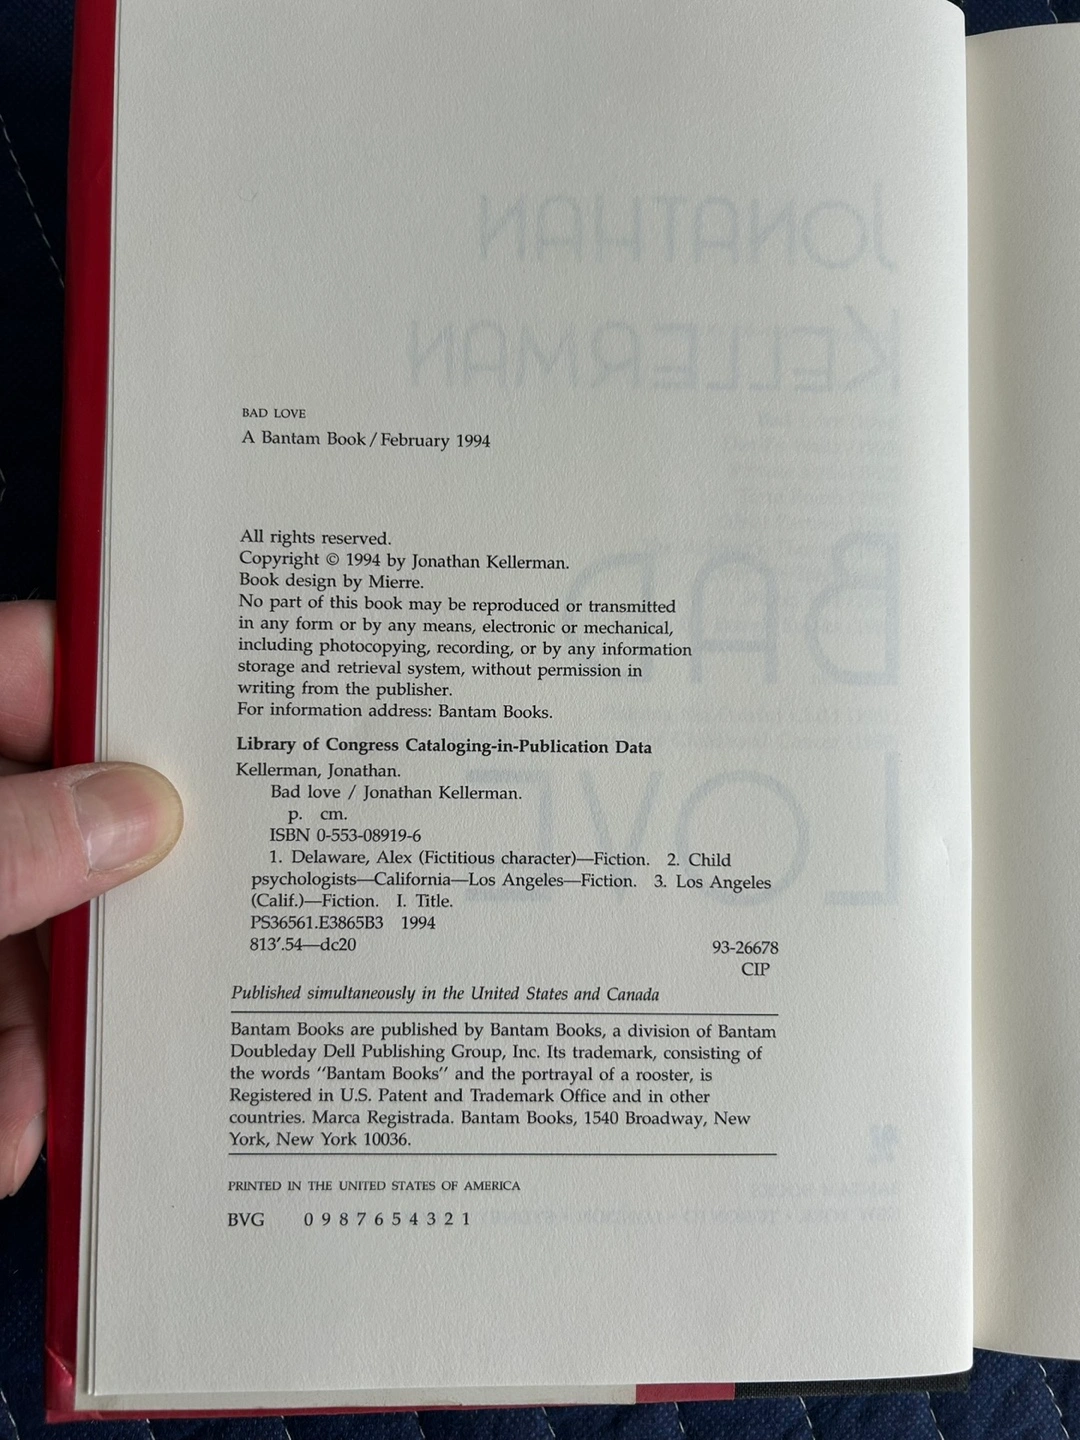 BAD LOVE
A Bantam Book / February 1994
All rights reserved.
Copyright © 1994 by Jonathan Kellerman.
Book design by Mierre.
No part of this book may be reproduced or transmitted
in any form or by any means, electronic or mechanical,
including photocopying, recording, or by any information
storage and retrieval system, without permission in
writing from the publisher.
For information address: Bantam Books.
Library of Congress Cataloging-in-Publication Data
Kellerman, Jonathan.
Bad love / Jonathan Kellerman.
p. cm.
ISBN 0-553-08919-6
1. Delaware, Alex (Fictitious character)—Fiction. 2. Child
psychologists—California—Los Angeles—Fiction. 3. Los Angeles
(Calif.)—Fiction. I. Title.
PS36561.E3865B3 1994
813′.54—dc20 93-26678
CIP
Published simultaneously in the United States and Canada
Bantam Books are published by Bantam Books, a division of Bantam
Doubleday Dell Publishing Group, Inc. Its trademark, consisting of
the words "Bantam Books" and the portrayal of a rooster, is
Registered in U.S. Patent and Trademark Office and in other
countries. Marca Registrada. Bantam Books, 1540 Broadway, New
York, New York 10036.
PRINTED IN THE UNITED STATES OF AMERICA
BVG 0 9 8 7 6 5 4 3 2 1
JONATHAN
KELLERMAN
BAD
LOVE